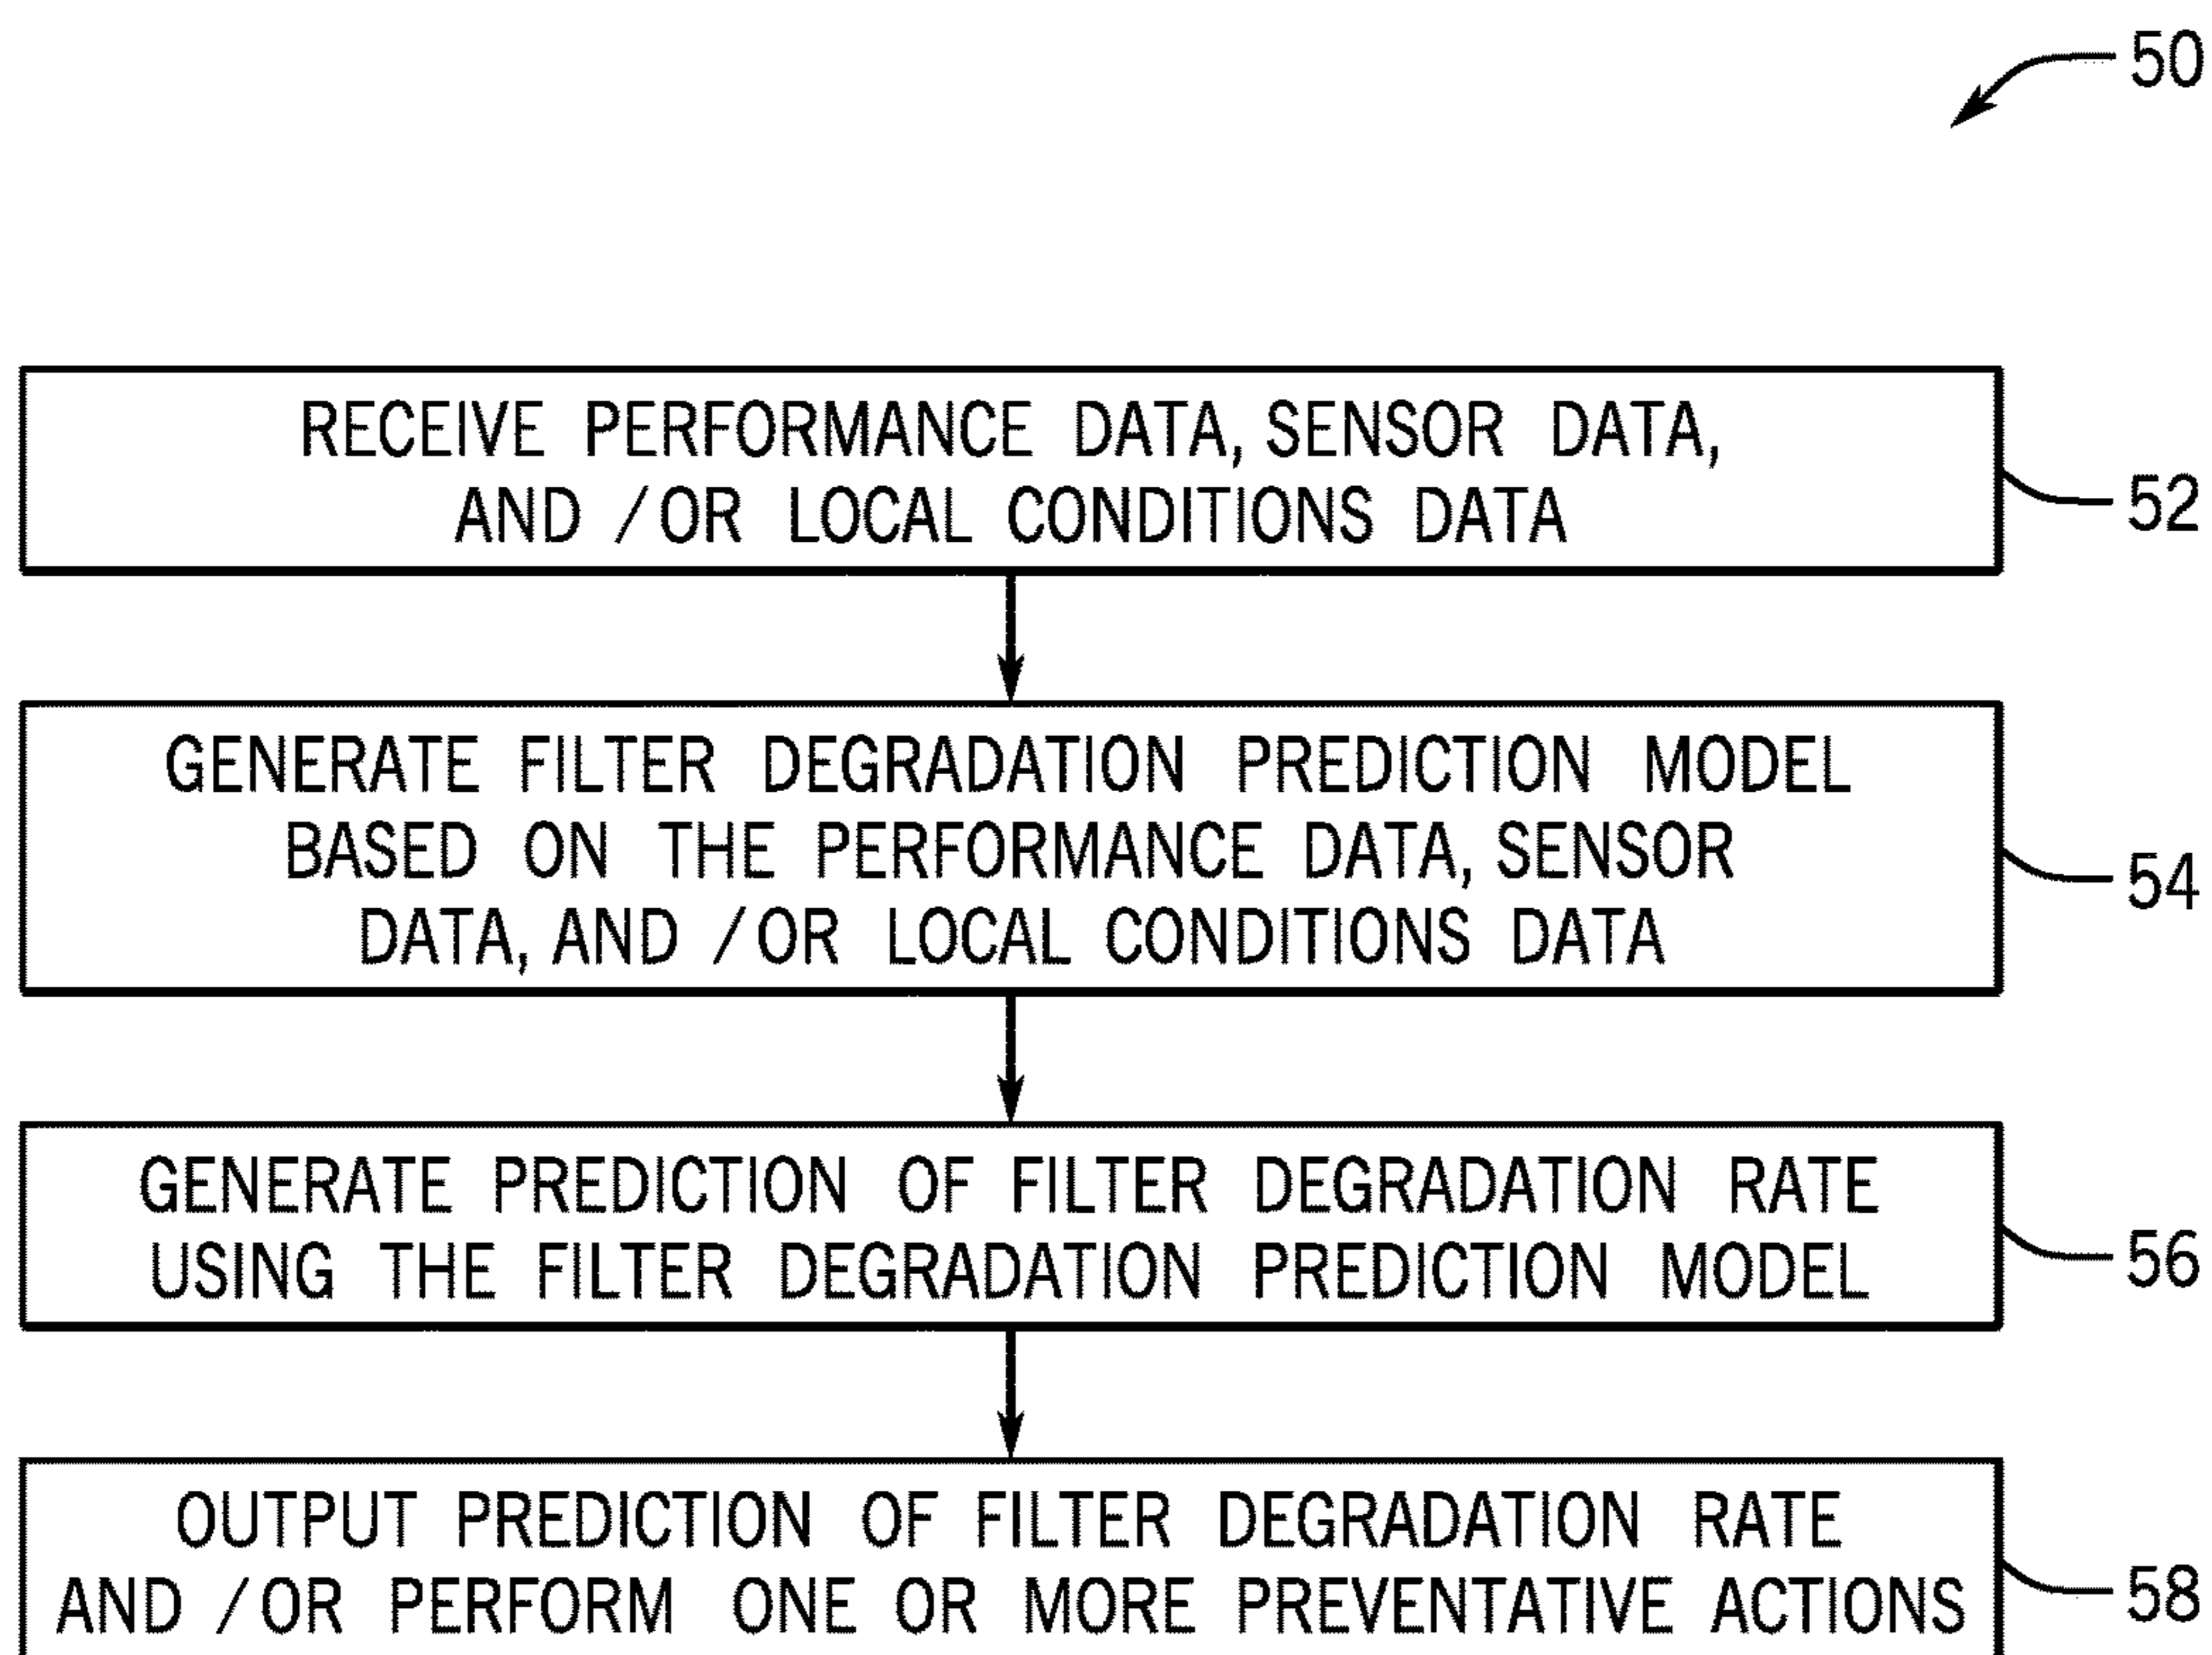 50
RECEIVE PERFORMANCE DATA, SENSOR DATA,
AND /OR LOCAL CONDITIONS DATA
52
GENERATE FILTER DEGRADATION PREDICTION MODEL
BASED ON THE PERFORMANCE DATA, SENSOR
DATA, AND /OR LOCAL CONDITIONS DATA
54
GENERATE PREDICTION OF FILTER DEGRADATION RATE
USING THE FILTER DEGRADATION PREDICTION MODEL
56
OUTPUT PREDICTION OF FILTER DEGRADATION RATE
AND /OR PERFORM ONE OR MORE PREVENTATIVE ACTIONS
58